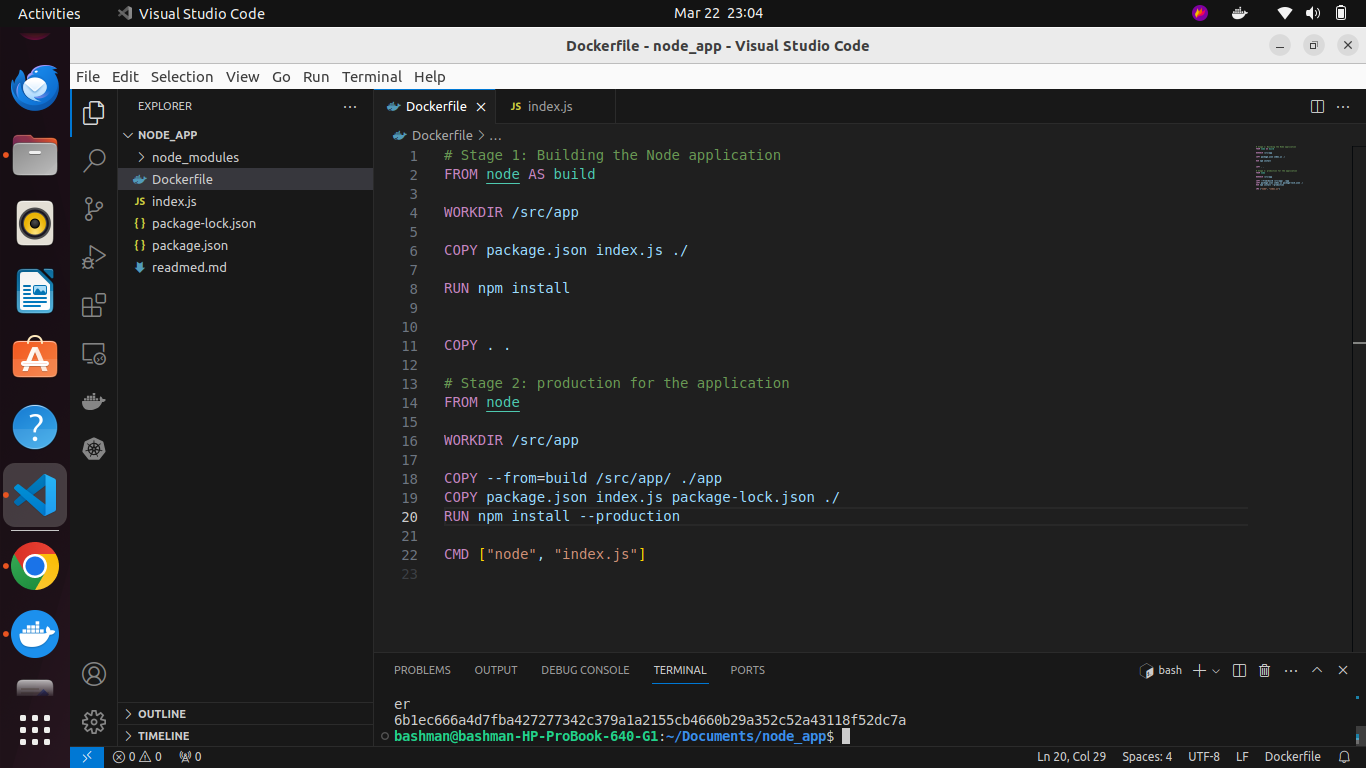 Activities
Visual Studio Code
Mar 22 23:04
Dockerfile - node_app - Visual Studio Code
File Edit Selection View Go Run Terminal Help
EXPLORER
NODE_APP
node_modules
Dockerfile
JS index.js
{} package-lock.json
{} package.json
readmed.md
OUTLINE
TIMELINE
Dockerfile
JS index.js
Dockerfile > ...
1 # Stage 1: Building the Node application
2 FROM node AS build
3
4 WORKDIR /src/app
5
6 COPY package.json index.js ./
7
8 RUN npm install
9
10
11 COPY . .
12
13 # Stage 2: production for the application
14 FROM node
15
16 WORKDIR /src/app
17
18 COPY --from=build /src/app/ ./app
19 COPY package.json index.js package-lock.json ./
20 RUN npm install --production
21
22 CMD ["node", "index.js"]
23
PROBLEMS OUTPUT DEBUG CONSOLE TERMINAL PORTS
bash
er
6b1ec666a4d7fba427277342c379a1a2155cb4660b29a352c52a43118f52dc7a
bashman@bashman-HP-ProBook-640-G1:~/Documents/node_app$
0 0 0
Ln 20, Col 29 Spaces: 4 UTF-8 LF Dockerfile